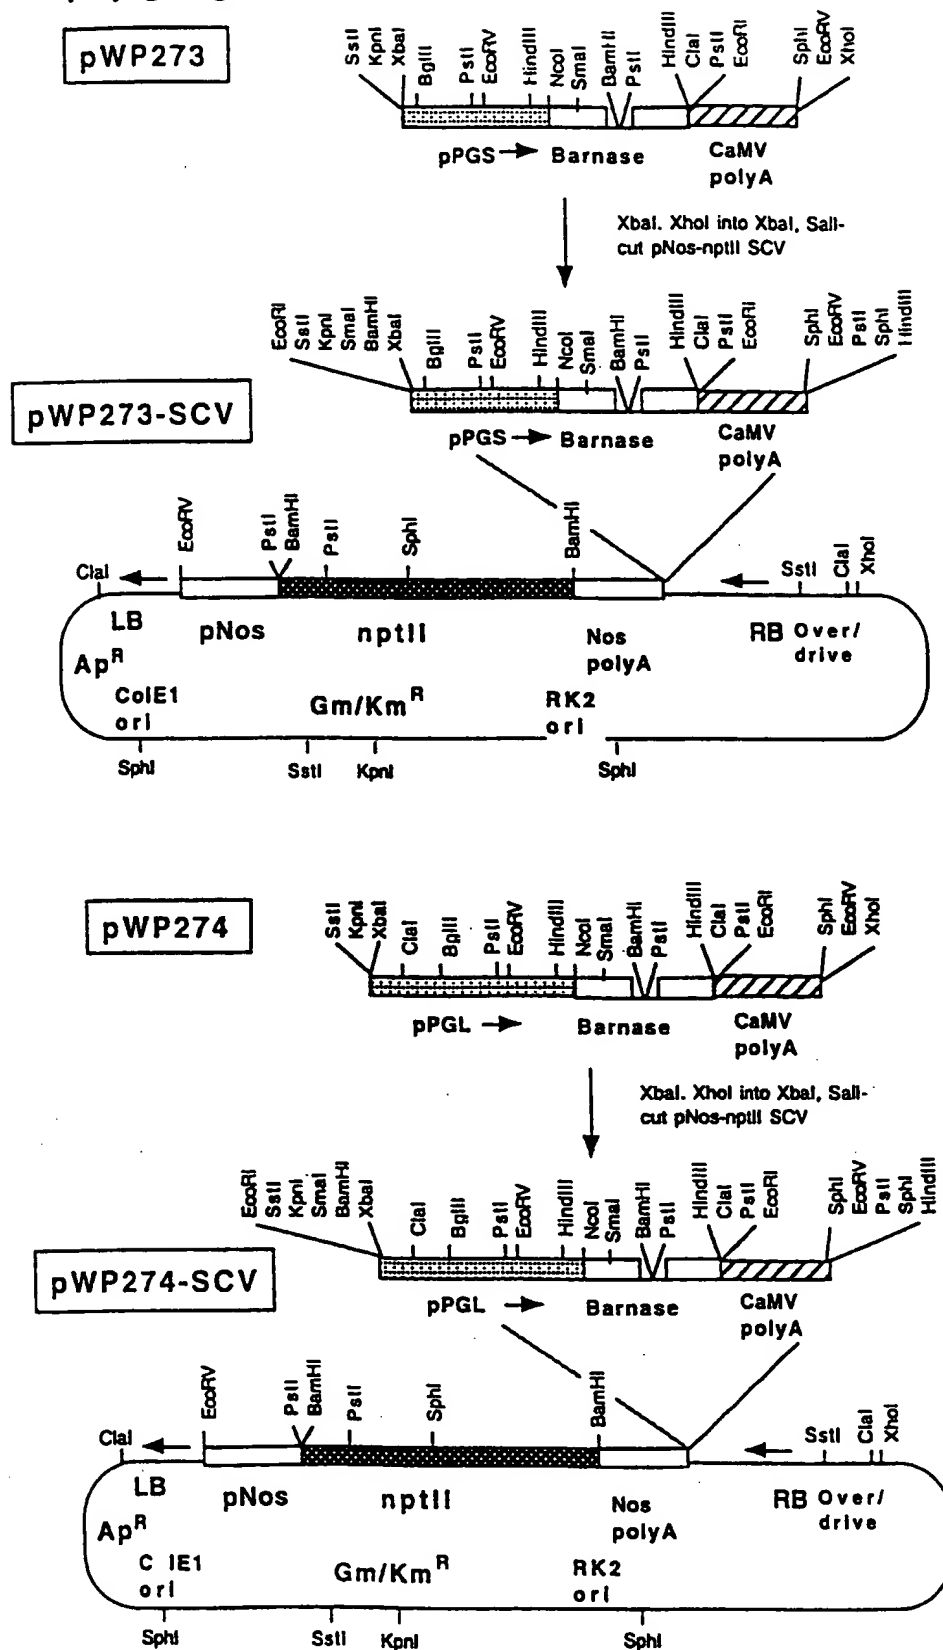 pWP273
SstI
KpnI
XbaI
BglII
PstI
EcoRV
HindIII
NcoI
SmaI
BamHI
PstI
HindIII
ClaI
PstI
EcoRI
SphI
EcoRV
XhoI
pPGS → Barnase
CaMV
polyA
XbaI. XhoI into XbaI, SalI-
cut pNos-nptII SCV
EcoRI
SstI
KpnI
SmaI
BamHI
XbaI
BglII
PstI
EcoRV
HindIII
NcoI
SmaI
BamHI
PstI
HindIII
ClaI
PstI
EcoRI
SphI
EcoRV
PstI
SphI
HindIII
pWP273-SCV
pPGS → Barnase
CaMV
polyA
ClaI
EcoRV
PstI
BamHI
PstI
SphI
BamHI
SstI
ClaI
XhoI
LB
pNos
nptII
Nos
polyA
RB Over/
drive
ApR
ColE1
ori
Gm/KmR
RK2
ori
SphI
SstI
KpnI
SphI
pWP274
SstI
KpnI
XbaI
ClaI
BglII
PstI
EcoRV
HindIII
NcoI
SmaI
BamHI
PstI
HindIII
ClaI
PstI
EcoRI
SphI
EcoRV
XhoI
pPGL →
Barnase
CaMV
polyA
XbaI. XhoI into XbaI, SalI-
cut pNos-nptII SCV
EcoRI
SstI
KpnI
SmaI
BamHI
XbaI
ClaI
BglII
PstI
EcoRV
HindIII
NcoI
SmaI
BamHI
PstI
HindIII
ClaI
PstI
EcoRI
SphI
EcoRV
PstI
SphI
HindIII
pWP274-SCV
pPGL →
Barnase
CaMV
polyA
ClaI
EcoRV
PstI
BamHI
PstI
SphI
BamHI
SstI
ClaI
XhoI
LB
pNos
nptII
Nos
polyA
RB Over/
drive
ApR
C lE1
ori
Gm/KmR
RK2
ori
SphI
SstI
KpnI
SphI